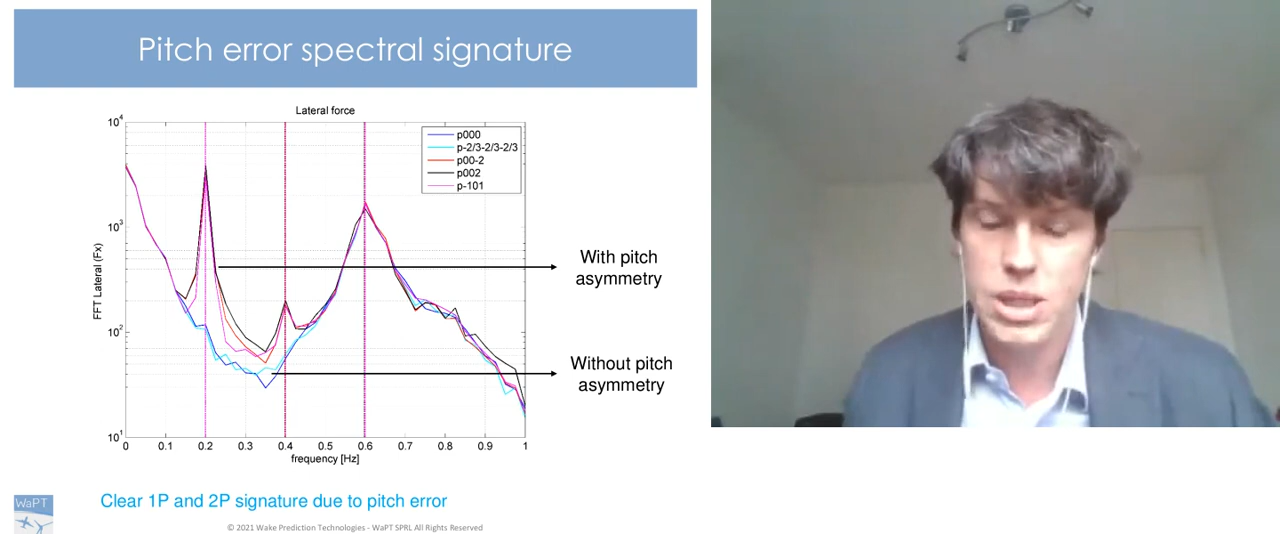 Pitch error spectral signature
Lateral force
10^4
10^3
10^2
10^1
FFT Lateral (Fx)
p000
p-2/3-2/3-2/3
p00-2
p002
p-101
0 0.1 0.2 0.3 0.4 0.5 0.6 0.7 0.8 0.9 1
frequency [Hz]
With pitch
asymmetry
Without pitch
asymmetry
Clear 1P and 2P signature due to pitch error
WaPT
© 2021 Wake Prediction Technologies - WaPT SPRL All Rights Reserved